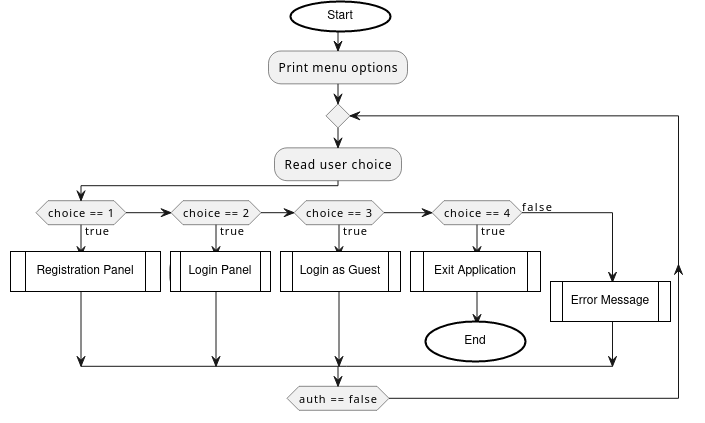 Start
Print menu options
Read user choice
choice == 1
choice == 2
choice == 3
choice == 4
false
true
true
true
true
Registration Panel
Login Panel
Login as Guest
Exit Application
Error Message
End
auth == false